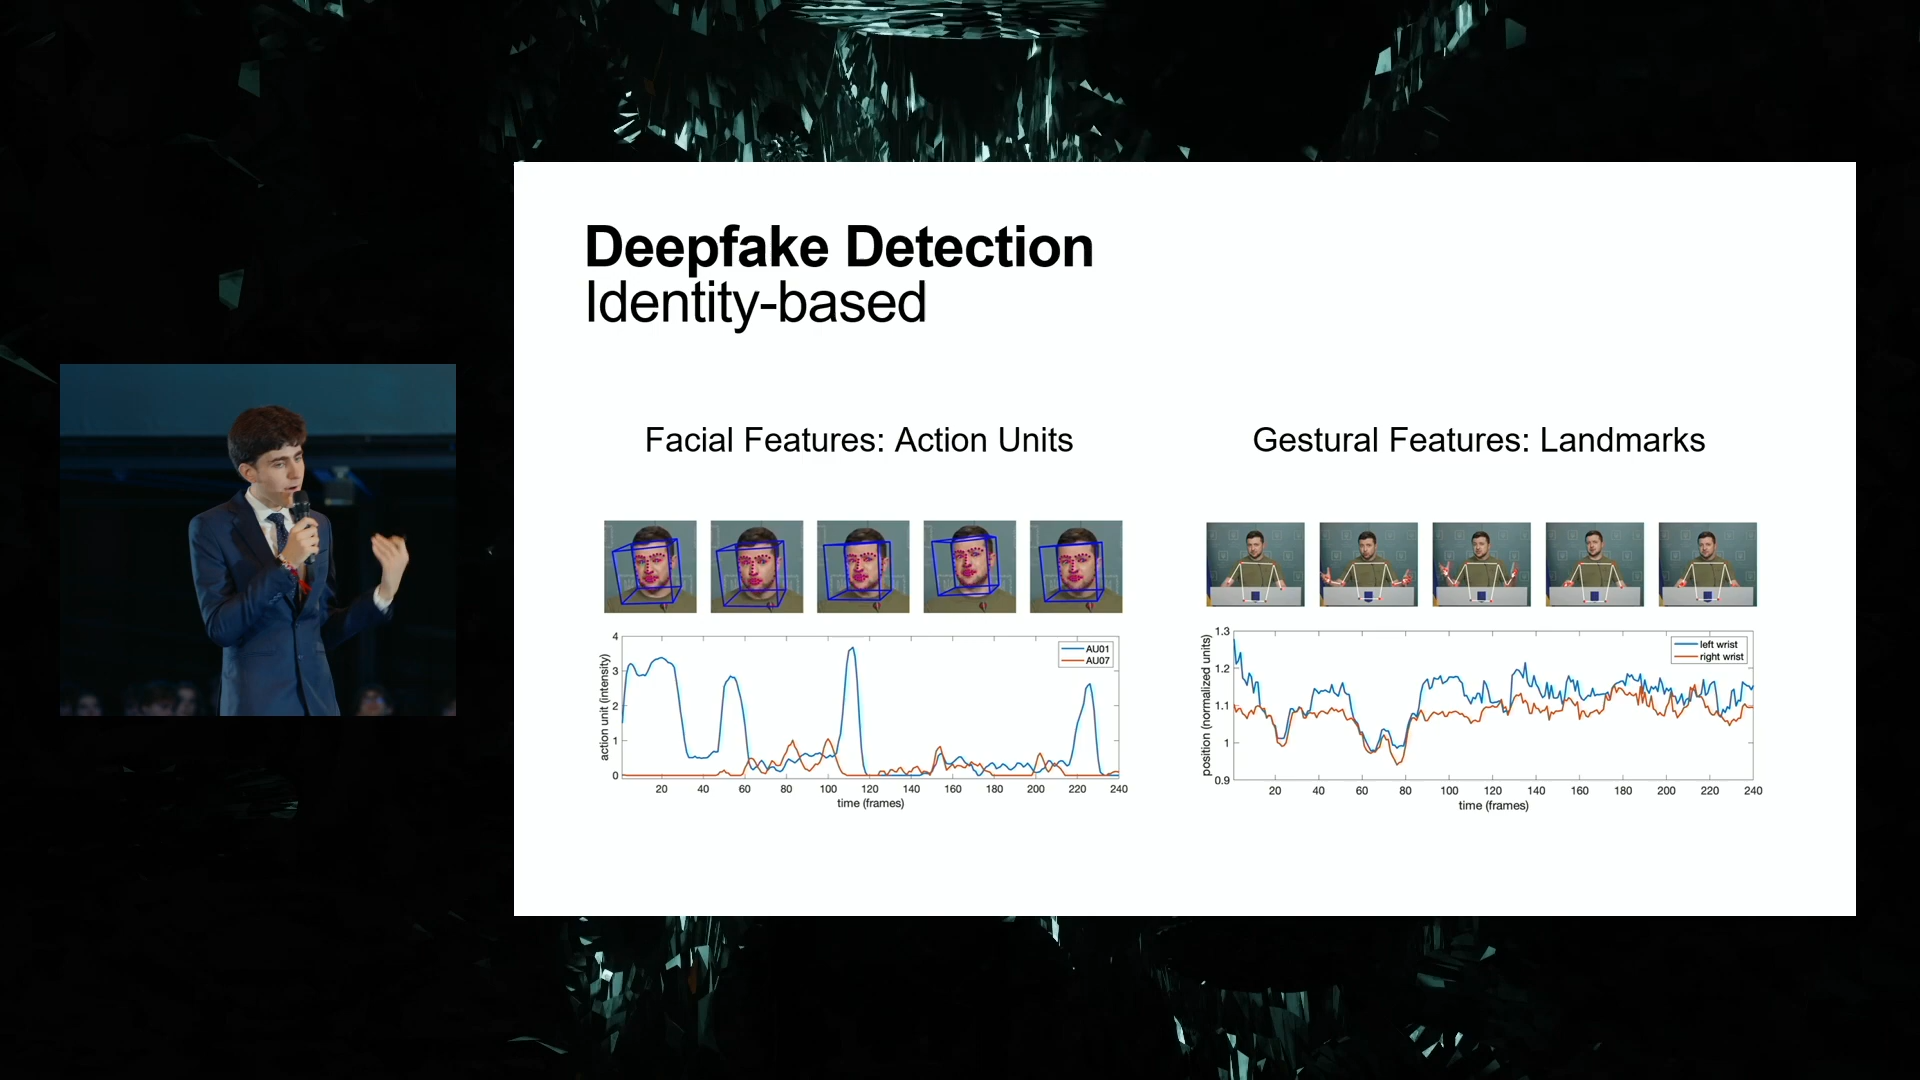 Deepfake Detection
Identity-based
Facial Features: Action Units
4
3
2
1
0
action unit (intensity)
AU01
AU07
20 40 60 80 100 120 140 160 180 200 220 240
time (frames)
Gestural Features: Landmarks
1.3
1.2
1.1
1
0.9
position (normalized units)
left wrist
right wrist
20 40 60 80 100 120 140 160 180 200 220 240
time (frames)